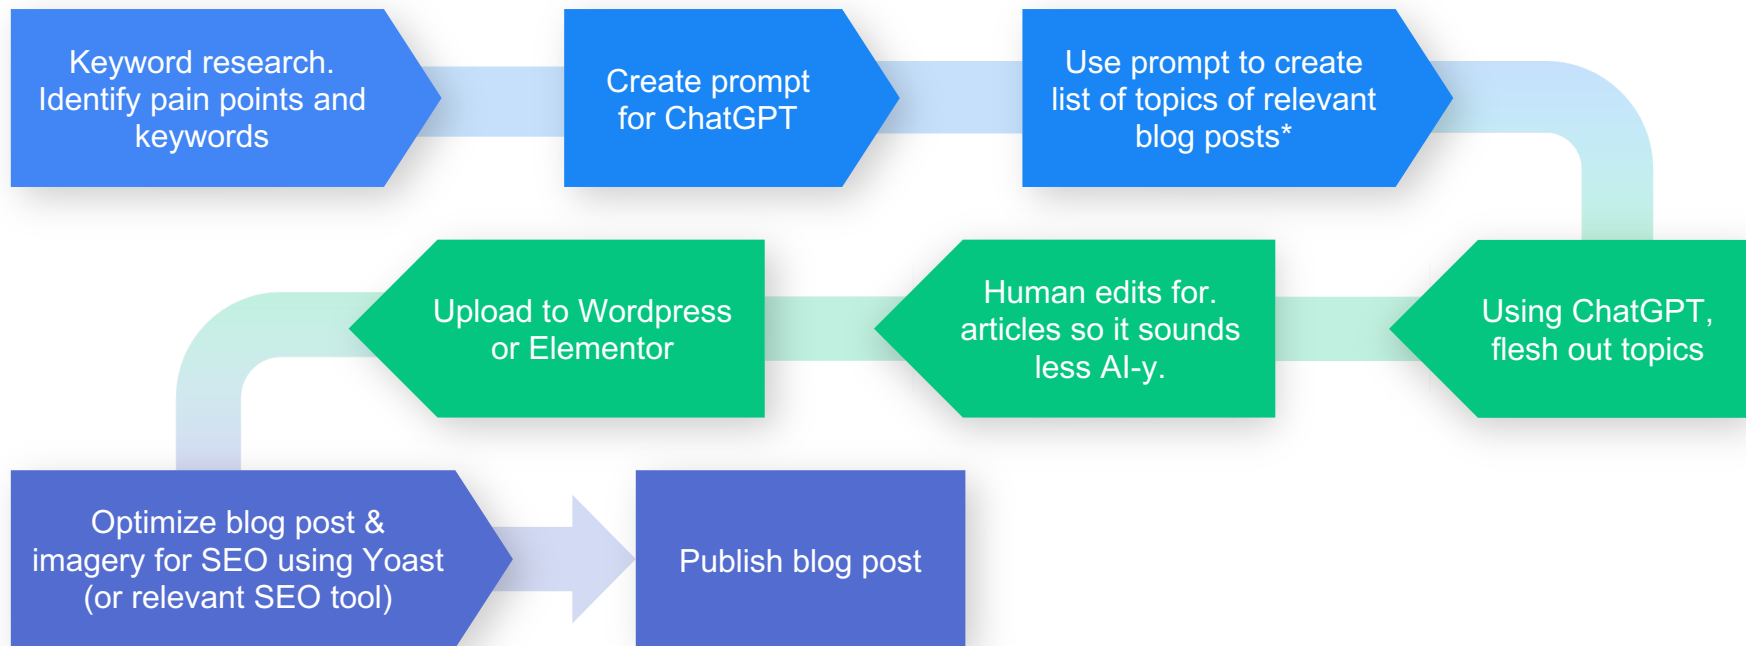 Keyword research.
Identify pain points and
keywords
Create prompt
for ChatGPT
Use prompt to create
list of topics of relevant
blog posts*
Using ChatGPT,
flesh out topics
Human edits for.
articles so it sounds
less AI-y.
Upload to Wordpress
or Elementor
Optimize blog post &
imagery for SEO using Yoast
(or relevant SEO tool)
Publish blog post